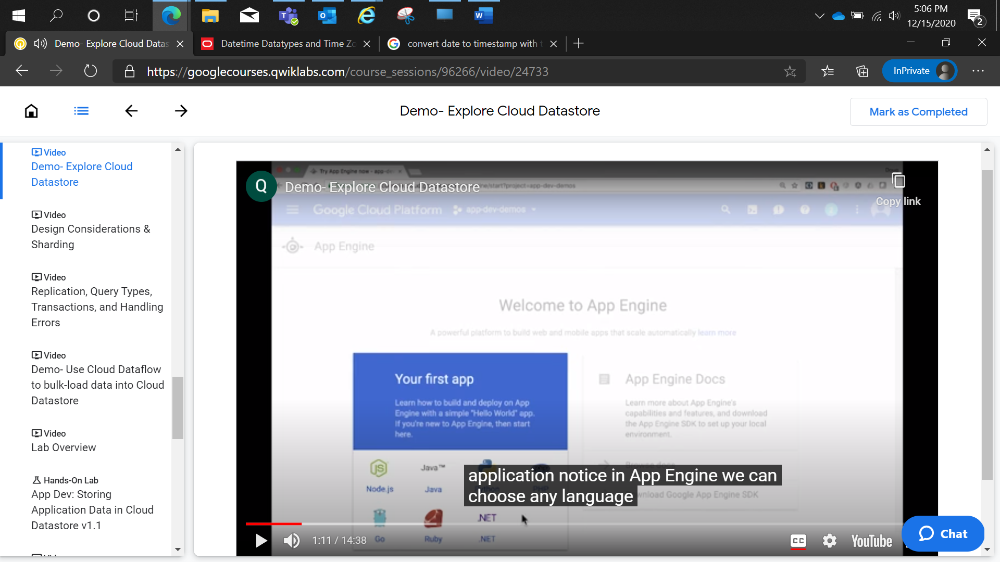 5:06 PM
12/15/2020
2
Demo- Explore Cloud Datas
Datetime Datatypes and Time Zo
convert date to timestamp with t
https://googlecourses.qwiklabs.com/course_sessions/96266/video/24733
InPrivate
Demo- Explore Cloud Datastore
Mark as Completed
Video
Demo- Explore Cloud
Datastore
Video
Design Considerations &
Sharding
Video
Replication, Query Types,
Transactions, and Handling
Errors
Video
Demo- Use Cloud Dataflow
to bulk-load data into Cloud
Datastore
Video
Lab Overview
Hands-On Lab
App Dev: Storing
Application Data in Cloud
Datastore v1.1
Try App Engine now - app-de
ne/start?project=app-dev-demos
Q
Demo- Explore Cloud Datastore
Copy link
Google Cloud Platform app-dev-demos
App Engine
Welcome to App Engine
A powerful platform to build web and mobile apps that scale automatically learn more
Your first app
Learn how to build and deploy on App
Engine with a simple "Hello World" app.
If you're new to App Engine, then start
here.
App Engine Docs
Learn more about App Engine's
capabilities and features, and download
the App Engine SDK to set up your local
environment.
Browse docs
Download Google App Engine SDK
Node.js
Java™
Java
Python
PHP
Go
Ruby
.NET
.NET
application notice in App Engine we can
choose any language
1:11 / 14:38
CC
YouTube
Chat